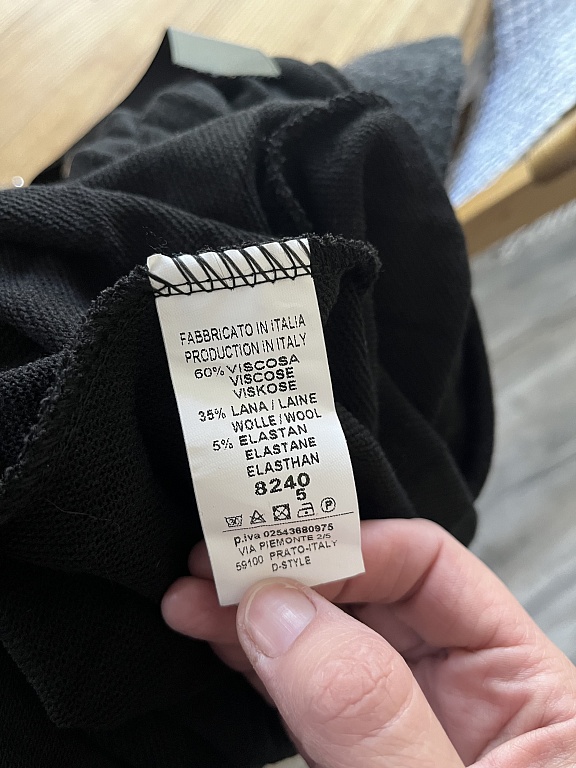 FABBRICATO IN ITALIA
PRODUCTION IN ITALY
60% VISCOSA
VISCOSE
VISKOSE
35% LANA / LAINE
WOLLE / WOOL
5% ELASTAN
ELASTANE
ELASTHAN
8240
5
P
p.iva 02543680975
VIA PIEMONTE 2/5
59100 PRATO-ITALY
D-STYLE